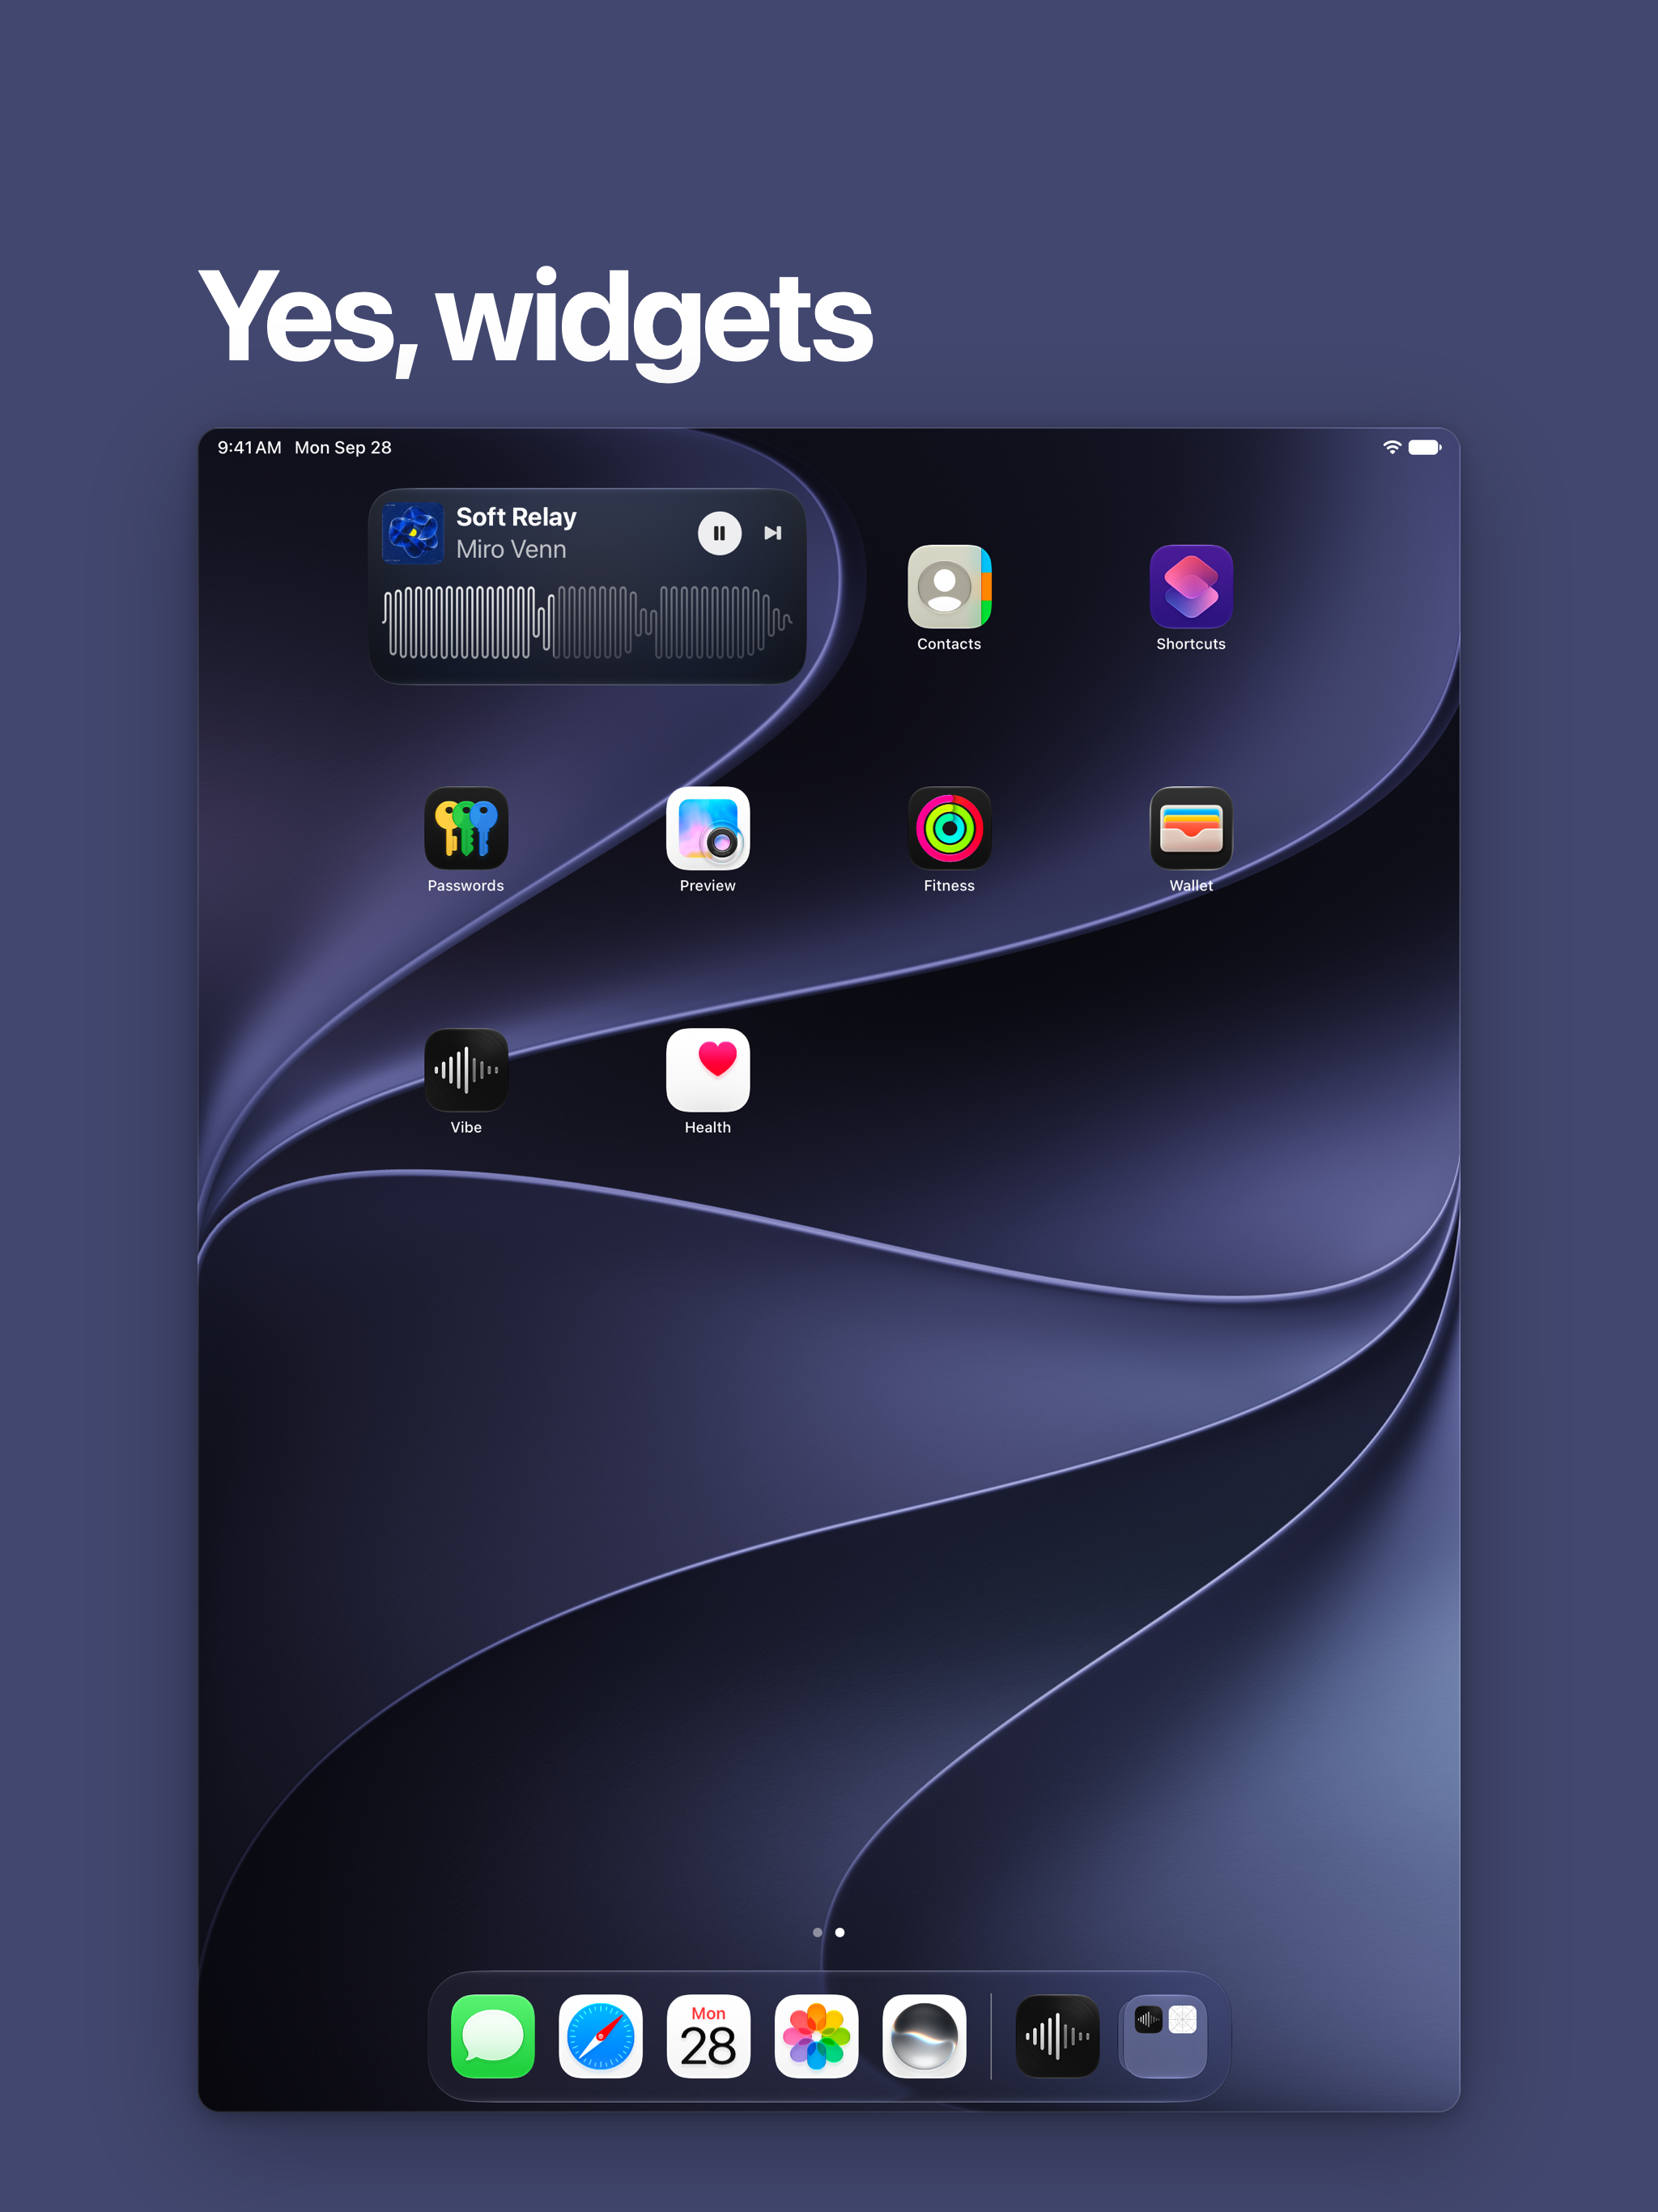 Yes, widgets
9:41 AM Mon Sep 28
Soft Relay
Miro Venn
Contacts
Shortcuts
Passwords
Preview
Fitness
Wallet
Vibe
Health
Mon
28